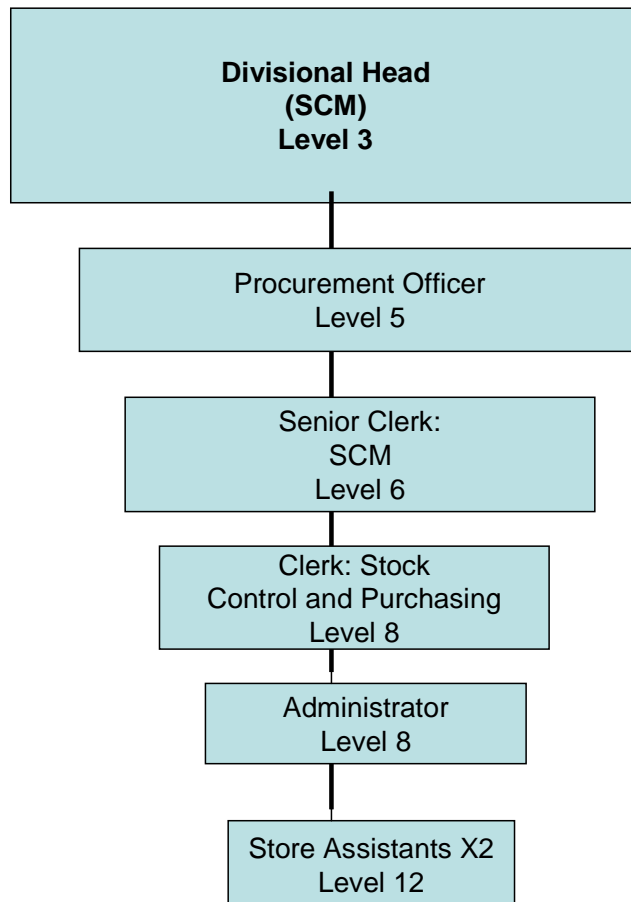 Divisional Head
(SCM)
Level 3
Procurement Officer
Level 5
Senior Clerk:
SCM
Level 6
Clerk: Stock
Control and Purchasing
Level 8
Administrator
Level 8
Store Assistants X2
Level 12